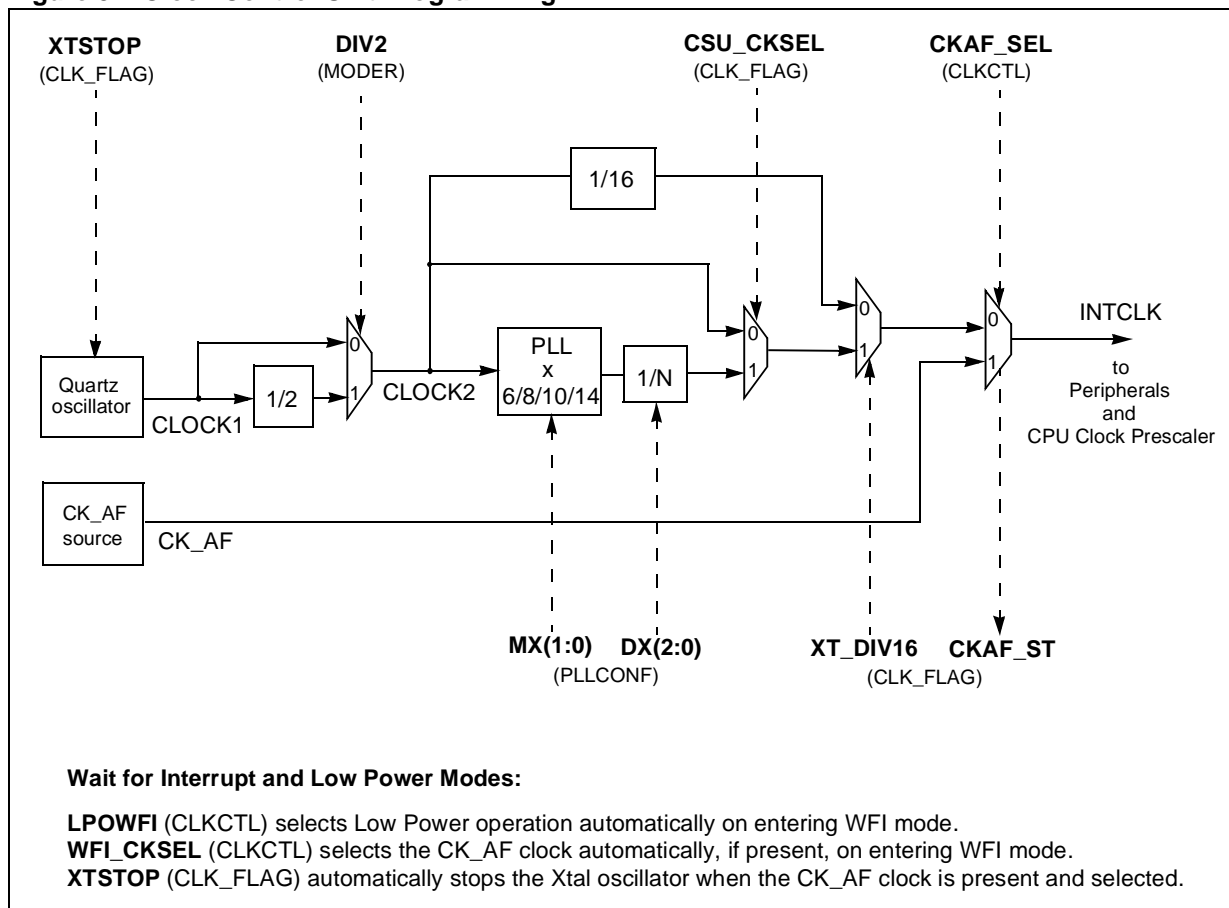 XTSTOP
(CLK_FLAG)
DIV2
(MODER)
CSU_CKSEL
(CLK_FLAG)
CKAF_SEL
(CLKCTL)
1/16
Quartz
oscillator
CLOCK1
1/2
0
1
CLOCK2
PLL
x
6/8/10/14
1/N
0
1
0
1
0
1
INTCLK
to
Peripherals
and
CPU Clock Prescaler
CK_AF
source
CK_AF
MX(1:0)
DX(2:0)
(PLLCONF)
XT_DIV16
CKAF_ST
(CLK_FLAG)
Wait for Interrupt and Low Power Modes:
LPOWFI (CLKCTL) selects Low Power operation automatically on entering WFI mode.
WFI_CKSEL (CLKCTL) selects the CK_AF clock automatically, if present, on entering WFI mode.
XTSTOP (CLK_FLAG) automatically stops the Xtal oscillator when the CK_AF clock is present and selected.